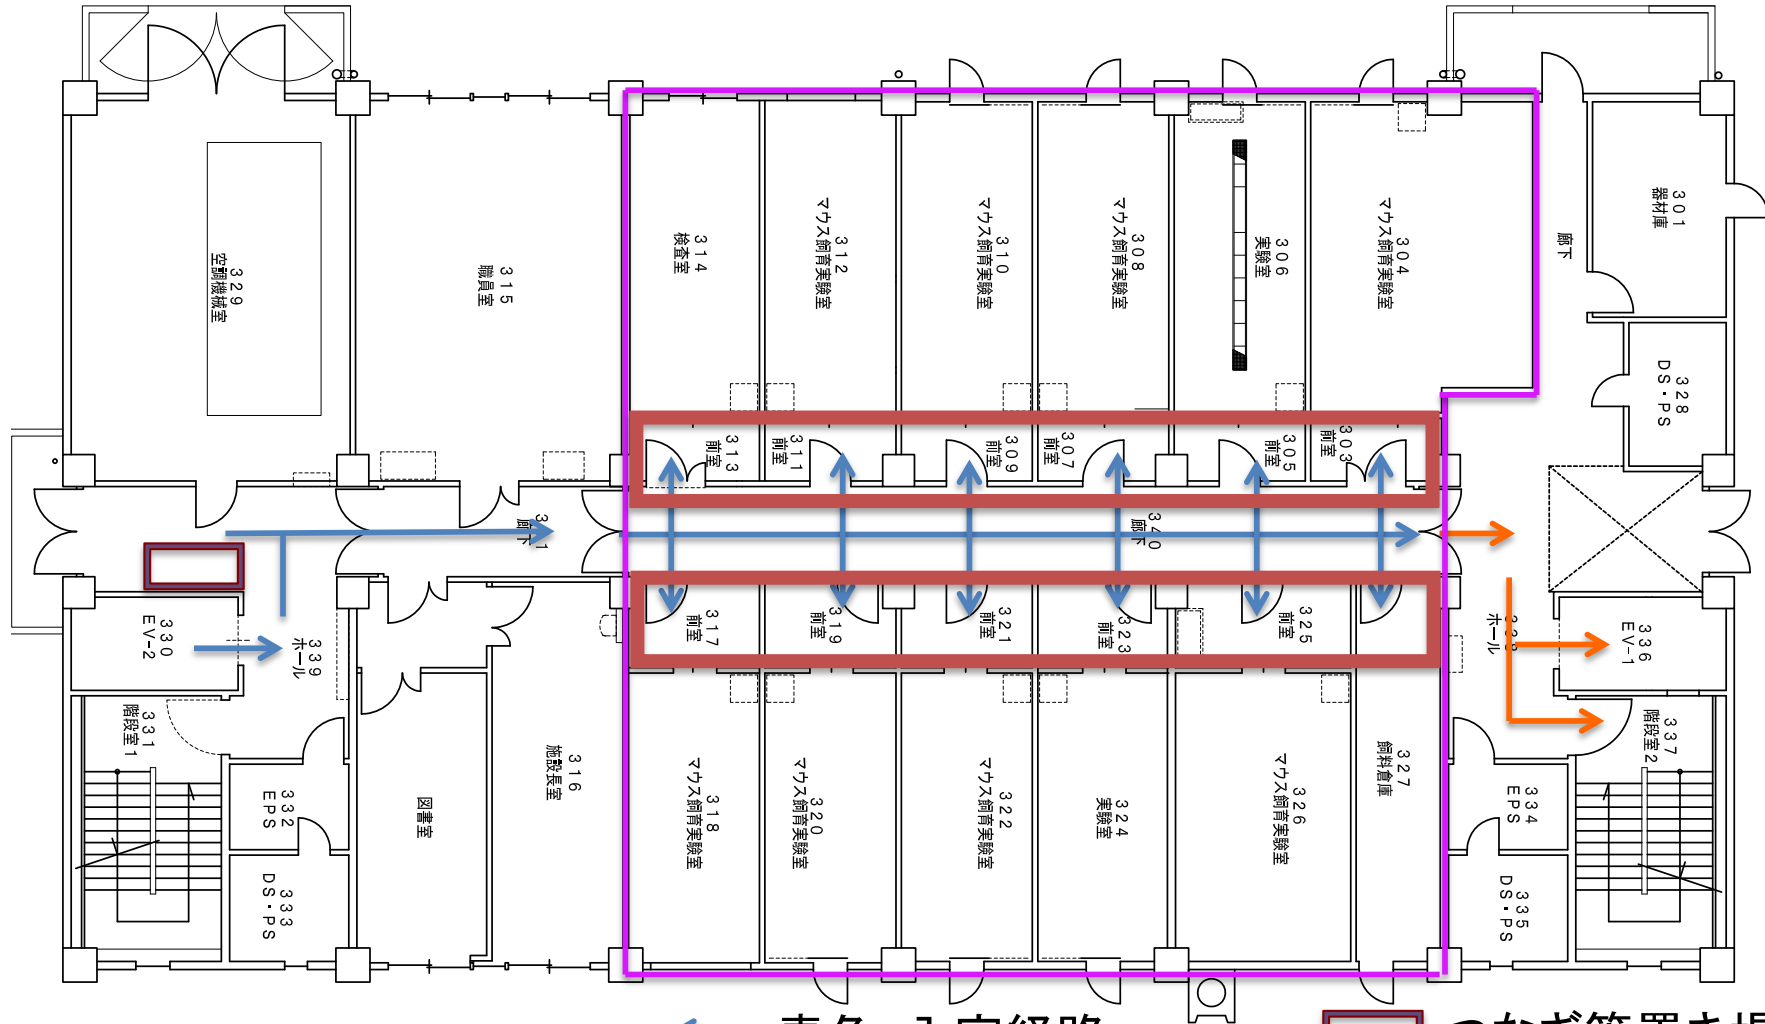 329
空調機械室
315
職員室
314
検査室
312
マウス飼育実験室
310
マウス飼育実験室
308
マウス飼育実験室
306
実験室
304
マウス飼育実験室
廊下
301
器材庫
328
DS・PS
313
前室
311
前室
309
前室
307
前室
305
前室
303
前室
廊下
340
廊下
330
EV-2
339
ホール
317
前室
319
前室
321
前室
323
前室
325
前室
ホール
336
EV-1
331
階段室1
332
EPS
333
DS・PS
図書室
316
施設長室
318
マウス飼育実験室
320
マウス飼育実験室
322
マウス飼育実験室
324
実験室
326
マウス飼育実験室
327
飼料倉庫
334
EPS
335
DS・PS
337
階段室2